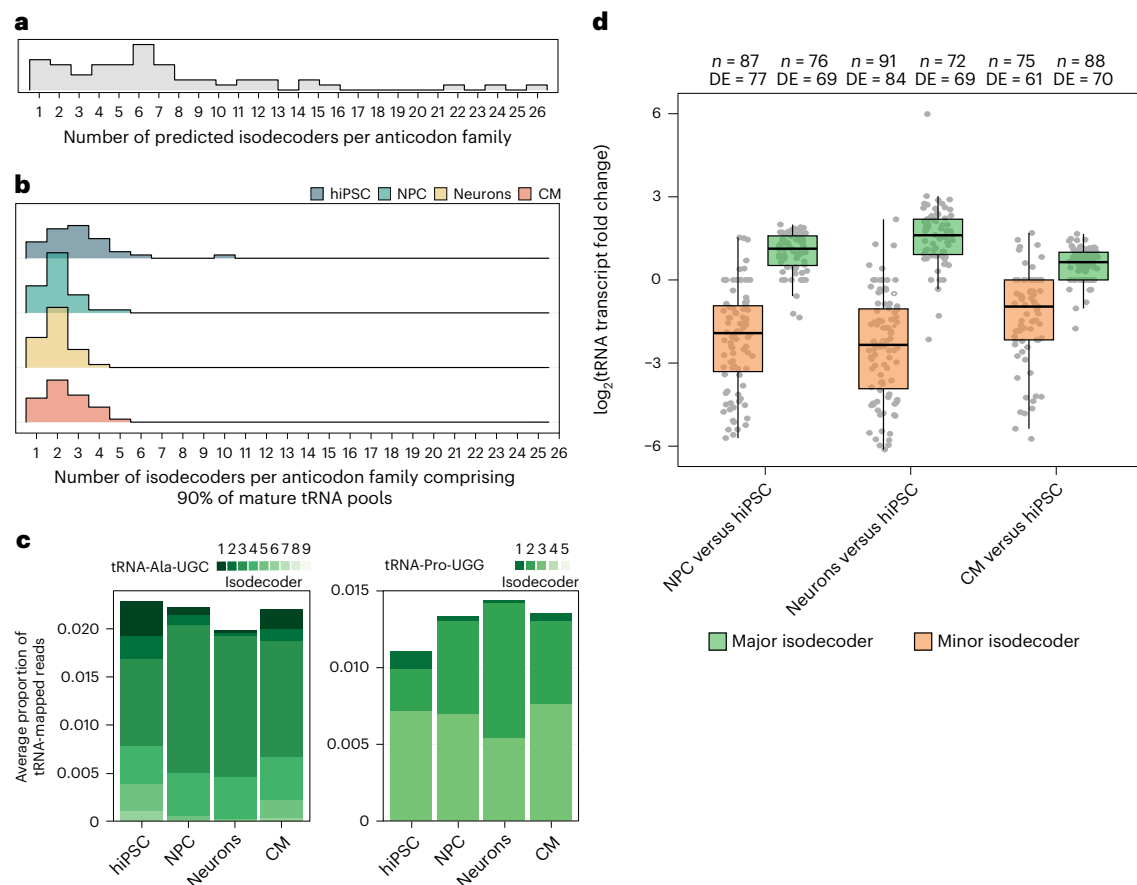 a
1 2 3 4 5 6 7 8 9 10 11 12 13 14 15 16 17 18 19 20 21 22 23 24 25 26
Number of predicted isodecoders per anticodon family
b
hiPSC NPC Neurons CM
1 2 3 4 5 6 7 8 9 10 11 12 13 14 15 16 17 18 19 20 21 22 23 24 25 26
Number of isodecoders per anticodon family comprising
90% of mature tRNA pools
c
1 2 3 4 5 6 7 8 9
tRNA-Ala-UGC
Isodecoder
Average proportion of
tRNA-mapped reads
0.020
0.015
0.010
0.005
0
hiPSC NPC Neurons CM
1 2 3 4 5
tRNA-Pro-UGG
Isodecoder
0.015
0.010
0.005
0
hiPSC NPC Neurons CM
d
n = 87 n = 76 n = 91 n = 72 n = 75 n = 88
DE = 77 DE = 69 DE = 84 DE = 69 DE = 61 DE = 70
log2(tRNA transcript fold change)
6
3
0
−3
−6
NPC versus hiPSC
Neurons versus hiPSC
CM versus hiPSC
Major isodecoder Minor isodecoder